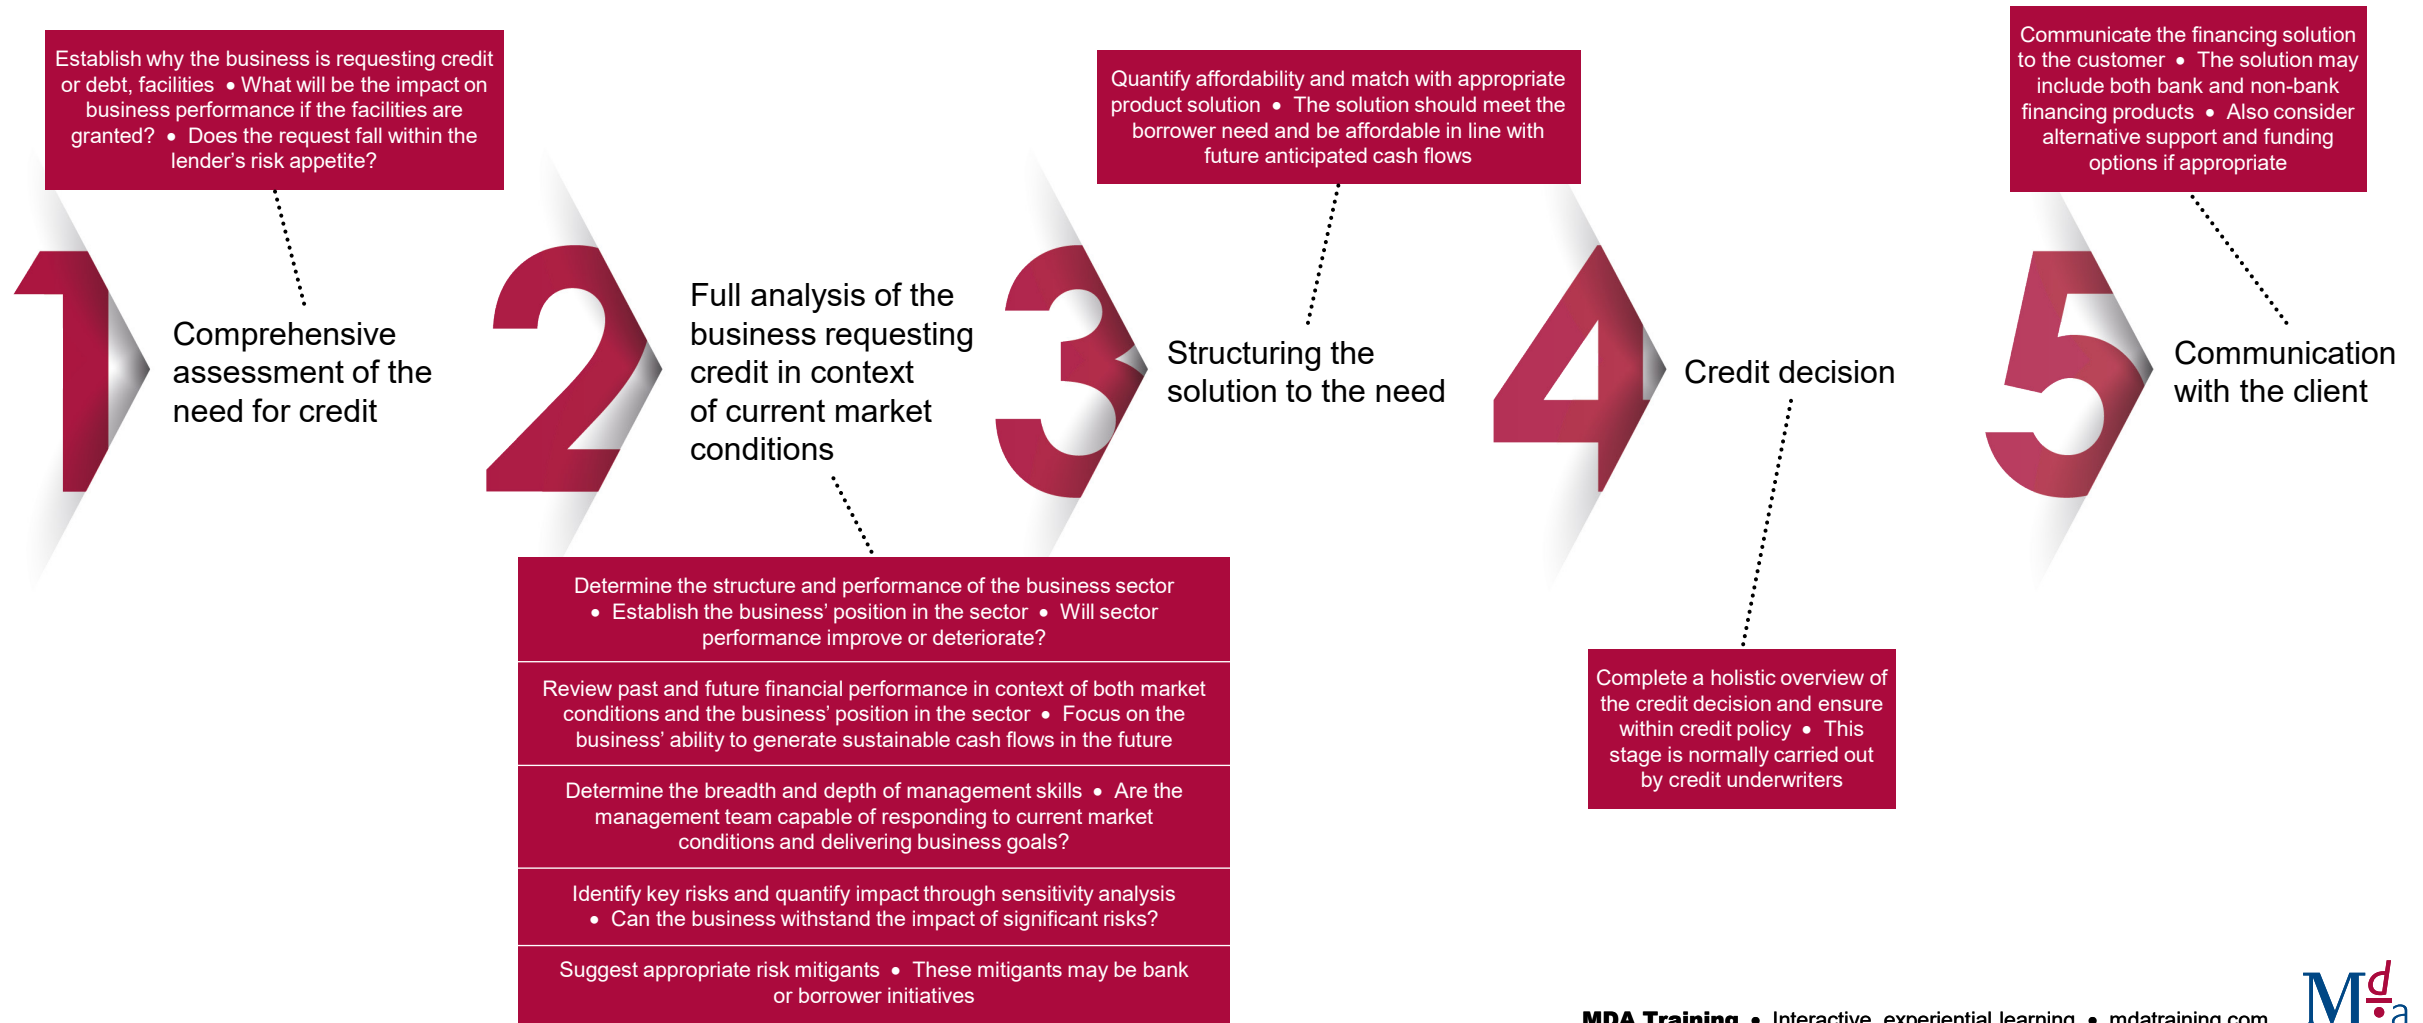 Establish why the business is requesting credit
or debt, facilities • What will be the impact on
business performance if the facilities are
granted? • Does the request fall within the
lender’s risk appetite?
1
Comprehensive
assessment of the
need for credit
2
Full analysis of the
business requesting
credit in context
of current market
conditions
Determine the structure and performance of the business sector
• Establish the business’ position in the sector • Will sector
performance improve or deteriorate?
Review past and future financial performance in context of both market
conditions and the business’ position in the sector • Focus on the
business’ ability to generate sustainable cash flows in the future
Determine the breadth and depth of management skills • Are the
management team capable of responding to current market
conditions and delivering business goals?
Identify key risks and quantify impact through sensitivity analysis
• Can the business withstand the impact of significant risks?
Suggest appropriate risk mitigants • These mitigants may be bank
or borrower initiatives
Quantify affordability and match with appropriate
product solution • The solution should meet the
borrower need and be affordable in line with
future anticipated cash flows
3
Structuring the
solution to the need
4
Credit decision
Complete a holistic overview of
the credit decision and ensure
within credit policy • This
stage is normally carried out
by credit underwriters
Communicate the financing solution
to the customer • The solution may
include both bank and non-bank
financing products • Also consider
alternative support and funding
options if appropriate
5
Communication
with the client
MDA Training • Interactive, experiential learning • mdatraining.com
Mda